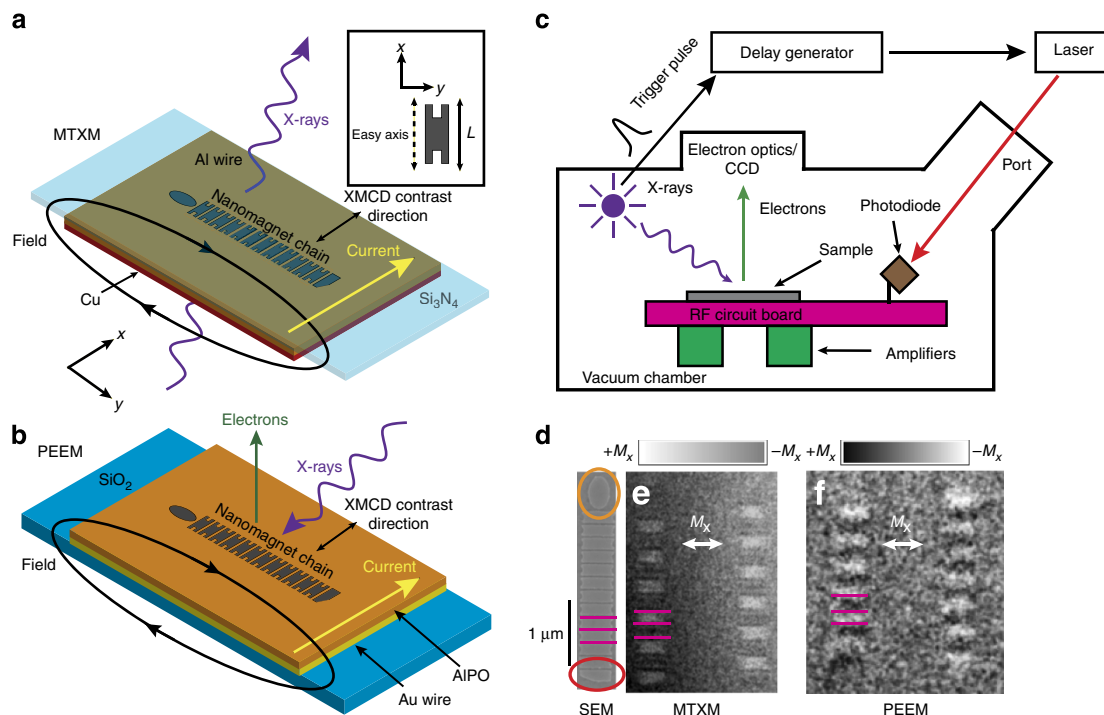 a
MTXM
X-rays
Al wire
x
y
Easy axis
L
XMCD contrast
direction
Nanomagnet chain
Field
Current
Cu
Si₃N₄
x
y
b
PEEM
Electrons
X-rays
SiO₂
XMCD contrast
direction
Nanomagnet chain
Field
Current
AlPO
Au wire
c
Delay generator
Laser
Trigger pulse
Electron optics/
CCD
Port
X-rays
Electrons
Photodiode
Sample
RF circuit board
Amplifiers
Vacuum chamber
d
+Mₓ
−Mₓ
+Mₓ
−Mₓ
e
f
Mₓ
Mₓ
1 μm
SEM
MTXM
PEEM